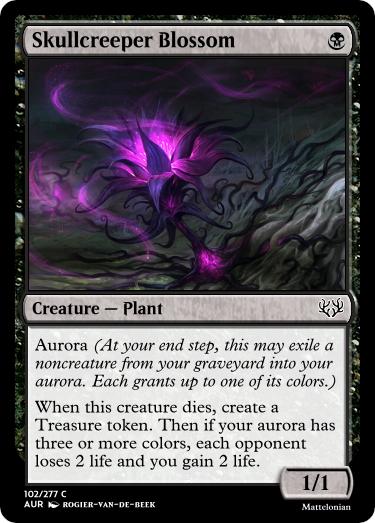 Skullcreeper Blossom
Creature — Plant
Aurora (At your end step, this may exile a
noncreature from your graveyard into your
aurora. Each grants up to one of its colors.)
When this creature dies, create a
Treasure token. Then if your aurora has
three or more colors, each opponent
loses 2 life and you gain 2 life.
1/1
102/277 C
AUR ROGIER-VAN-DE-BEEK
Mattelonian